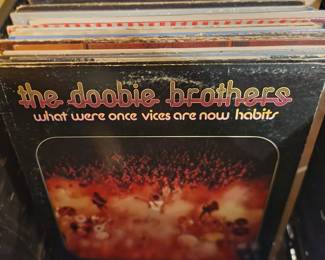 the doobie brothers
what were once vices are now habits